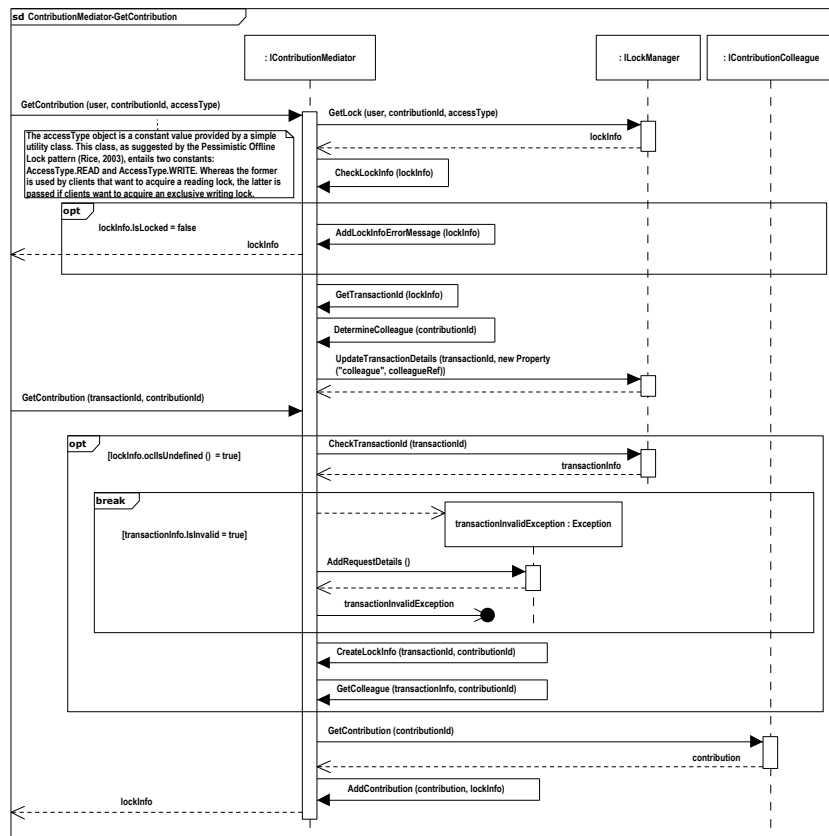 sd ContributionMediator-GetContribution
: IContributionMediator
: ILockManager
: IContributionColleague
GetContribution (user, contributionId, accessType)
GetLock (user, contributionId, accessType)
lockInfo
The accessType object is a constant value provided by a simple
utility class. This class, as suggested by the Pessimistic Offline
Lock pattern (Rice, 2003), entails two constants:
AccessType.READ and AccessType.WRITE. Whereas the former
is used by clients that want to acquire a reading lock, the latter is
passed if clients want to acquire an exclusive writing lock.
CheckLockInfo (lockInfo)
opt
lockInfo.IsLocked = false
AddLockInfoErrorMessage (lockInfo)
lockInfo
GetTransactionId (lockInfo)
DetermineColleague (contributionId)
UpdateTransactionDetails (transactionId, new Property
("colleague", colleagueRef))
GetContribution (transactionId, contributionId)
opt
[lockInfo.oclIsUndefined () = true]
CheckTransactionId (transactionId)
transactionInfo
break
[transactionInfo.IsInvalid = true]
transactionInvalidException : Exception
AddRequestDetails ()
transactionInvalidException
CreateLockInfo (transactionId, contributionId)
GetColleague (transactionInfo, contributionId)
GetContribution (contributionId)
contribution
AddContribution (contribution, lockInfo)
lockInfo